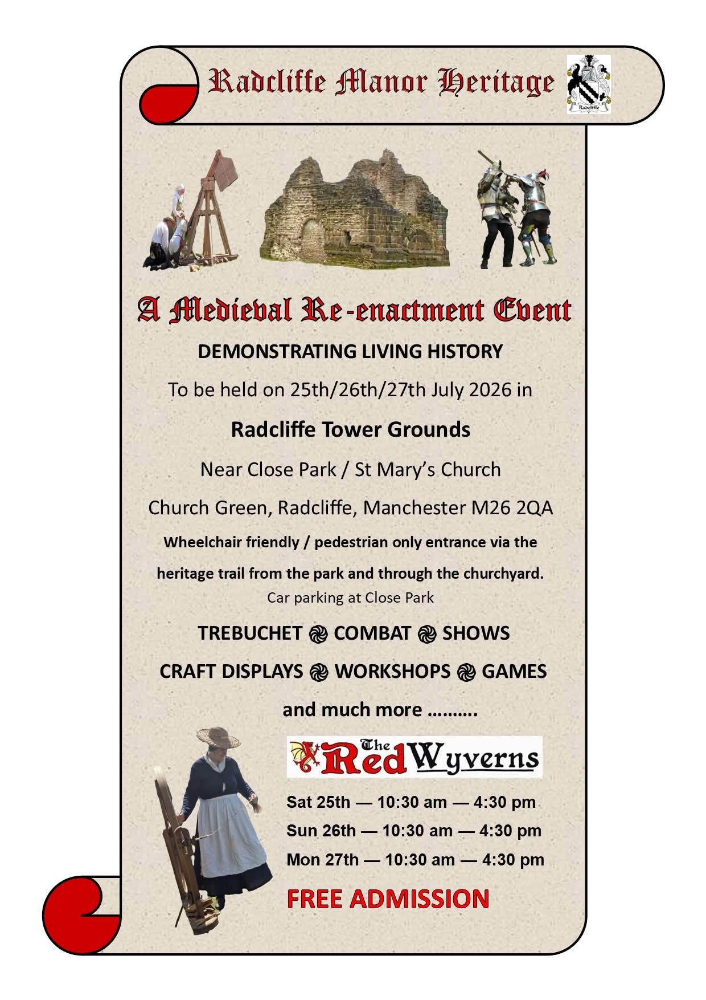 Radcliffe Manor Heritage
Radcliffe
A Medieval Re-enactment Event
DEMONSTRATING LIVING HISTORY
To be held on 25th/26th/27th July 2026 in
Radcliffe Tower Grounds
Near Close Park / St Mary’s Church
Church Green, Radcliffe, Manchester M26 2QA
Wheelchair friendly / pedestrian only entrance via the
heritage trail from the park and through the churchyard.
Car parking at Close Park
TREBUCHET ֎ COMBAT ֎ SHOWS
CRAFT DISPLAYS ֎ WORKSHOPS ֎ GAMES
and much more ……….
The Red Wyverns
Sat 25th — 10:30 am — 4:30 pm
Sun 26th — 10:30 am — 4:30 pm
Mon 27th — 10:30 am — 4:30 pm
FREE ADMISSION